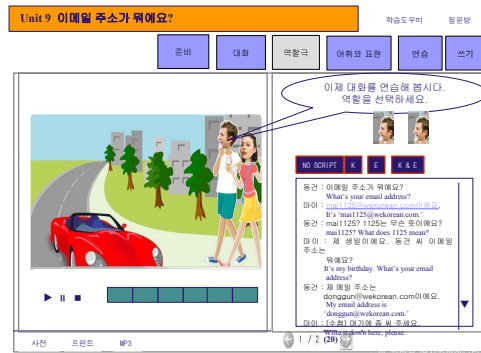 Unit 9 이메일 주소가 뭐예요?
학습도우미 질문방
준비 대화 역할극 어휘와 표현 연습 쓰기
이제 대화를 연습해 봅시다.
역할을 선택하세요.
NO SCRIPT K E K & E
동건 : 이메일 주소가 뭐예요?
What's your email address?
마이 : mai1125@wekorean.com이에요.
It's 'mai1125@wekorean.com.'
동건 : mai1125? 1125는 무슨 뜻이에요?
mai1125? What does 1125 mean?
마이 : 제 생일이에요. 동건 씨 이메일
주소는
뭐예요?
It's my birthday. What's your email
address?
동건 : 제 메일 주소는
donggun@wekorean.com이에요.
My email address is
'donggun@wekorean.com.'
마이 : (수첩) 여기에 좀 써 주세요.
Write it down here, please.
사전 프린트 MP3
1 / 2 (20)